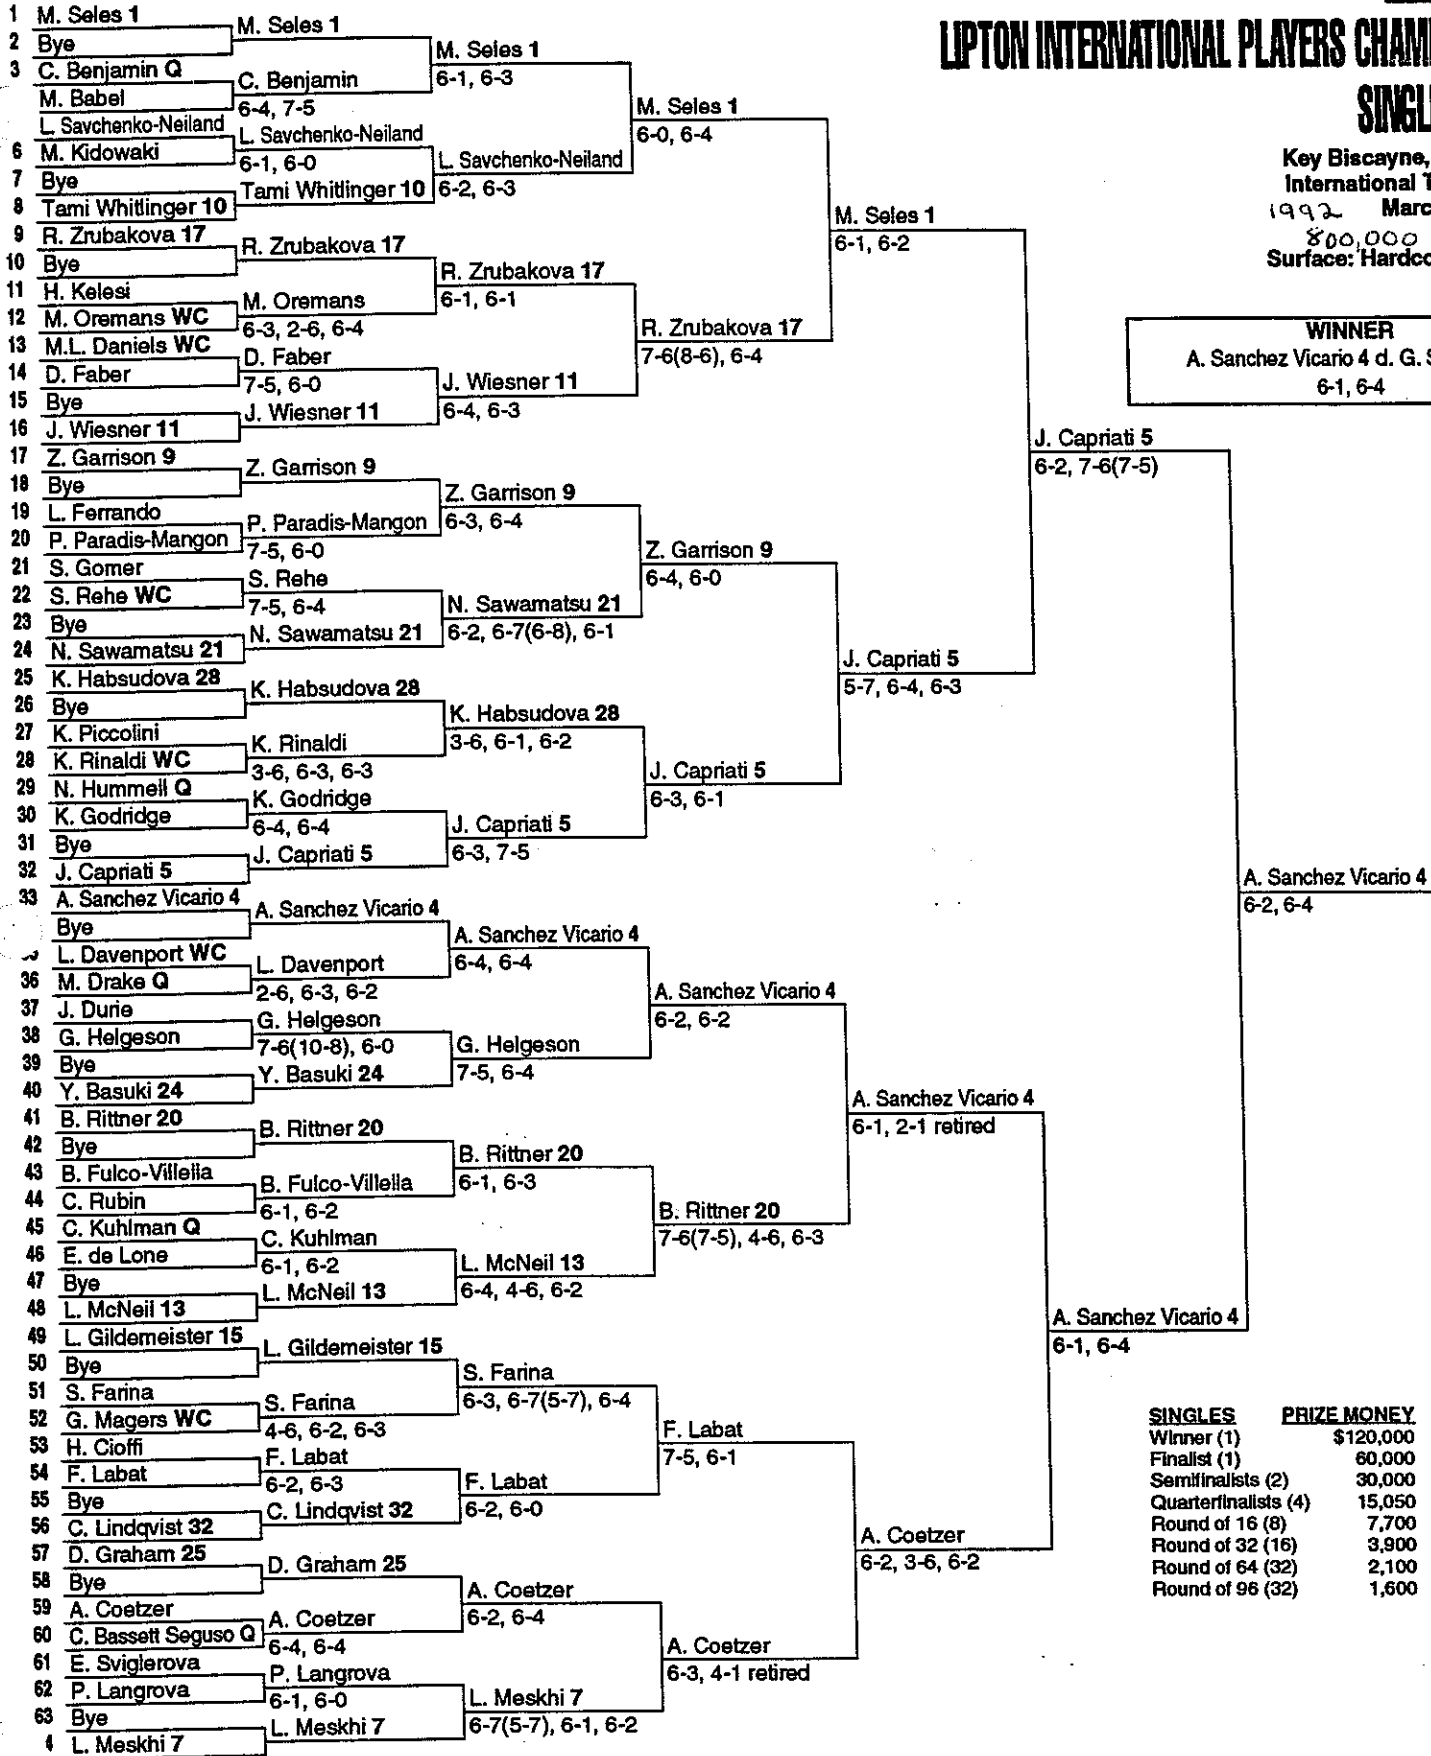 LIPTON INTERNATIONAL PLAYERS CHAM
SINGL
Key Biscayne,
International T
1992 Marc
800,000
Surface: Hardco
WINNER
A. Sanchez Vicario 4 d. G. S
6-1, 6-4
1 M. Seles 1
2 Bye
3 C. Benjamin Q
M. Babel
L. Savchenko-Neiland
6 M. Kidowaki
7 Bye
8 Tami Whitlinger 10
9 R. Zrubakova 17
10 Bye
11 H. Kelesi
12 M. Oremans WC
13 M.L. Daniels WC
14 D. Faber
15 Bye
16 J. Wiesner 11
17 Z. Garrison 9
18 Bye
19 L. Ferrando
20 P. Paradis-Mangon
21 S. Gomer
22 S. Rehe WC
23 Bye
24 N. Sawamatsu 21
25 K. Habsudova 28
26 Bye
27 K. Piccolini
28 K. Rinaldi WC
29 N. Hummell Q
30 K. Godridge
31 Bye
32 J. Capriati 5
33 A. Sanchez Vicario 4
Bye
L. Davenport WC
36 M. Drake Q
37 J. Durie
38 G. Helgeson
39 Bye
40 Y. Basuki 24
41 B. Rittner 20
42 Bye
43 B. Fulco-Villella
44 C. Rubin
45 C. Kuhlman Q
46 E. de Lone
47 Bye
48 L. McNeil 13
49 L. Gildemeister 15
50 Bye
51 S. Farina
52 G. Magers WC
53 H. Cioffi
54 F. Labat
55 Bye
56 C. Lindqvist 32
57 D. Graham 25
58 Bye
59 A. Coetzer
60 C. Bassett Seguso Q
61 E. Sviglerova
62 P. Langrova
63 Bye
4 L. Meskhi 7
M. Seles 1
C. Benjamin
6-4, 7-5
L. Savchenko-Neiland
6-1, 6-0
Tami Whitlinger 10
R. Zrubakova 17
M. Oremans
6-3, 2-6, 6-4
D. Faber
7-5, 6-0
J. Wiesner 11
Z. Garrison 9
P. Paradis-Mangon
7-5, 6-0
S. Rehe
7-5, 6-4
N. Sawamatsu 21
K. Habsudova 28
K. Rinaldi
3-6, 6-3, 6-3
K. Godridge
6-4, 6-4
J. Capriati 5
A. Sanchez Vicario 4
L. Davenport
2-6, 6-3, 6-2
G. Helgeson
7-6(10-8), 6-0
Y. Basuki 24
B. Rittner 20
B. Fulco-Villella
6-1, 6-2
C. Kuhlman
6-1, 6-2
L. McNeil 13
L. Gildemeister 15
S. Farina
4-6, 6-2, 6-3
F. Labat
6-2, 6-3
C. Lindqvist 32
D. Graham 25
A. Coetzer
6-4, 6-4
P. Langrova
6-1, 6-0
L. Meskhi 7
M. Seles 1
6-1, 6-3
L. Savchenko-Neiland
6-2, 6-3
R. Zrubakova 17
6-1, 6-1
J. Wiesner 11
6-4, 6-3
Z. Garrison 9
6-3, 6-4
N. Sawamatsu 21
6-2, 6-7(6-8), 6-1
K. Habsudova 28
3-6, 6-1, 6-2
J. Capriati 5
6-3, 7-5
A. Sanchez Vicario 4
6-4, 6-4
G. Helgeson
7-5, 6-4
B. Rittner 20
6-1, 6-3
L. McNeil 13
6-4, 4-6, 6-2
S. Farina
6-3, 6-7(5-7), 6-4
F. Labat
6-2, 6-0
A. Coetzer
6-2, 6-4
L. Meskhi 7
6-7(5-7), 6-1, 6-2
M. Seles 1
6-0, 6-4
R. Zrubakova 17
7-6(8-6), 6-4
Z. Garrison 9
6-4, 6-0
J. Capriati 5
6-3, 6-1
A. Sanchez Vicario 4
6-2, 6-2
B. Rittner 20
7-6(7-5), 4-6, 6-3
F. Labat
7-5, 6-1
A. Coetzer
6-3, 4-1 retired
M. Seles 1
6-1, 6-2
J. Capriati 5
5-7, 6-4, 6-3
A. Sanchez Vicario 4
6-1, 2-1 retired
A. Coetzer
6-2, 3-6, 6-2
J. Capriati 5
6-2, 7-6(7-5)
A. Sanchez Vicario 4
6-1, 6-4
A. Sanchez Vicario 4
6-2, 6-4
SINGLES PRIZE MONEY
Winner (1) $120,000
Finalist (1) 60,000
Semifinalists (2) 30,000
Quarterfinalists (4) 15,050
Round of 16 (8) 7,700
Round of 32 (16) 3,900
Round of 64 (32) 2,100
Round of 96 (32) 1,600